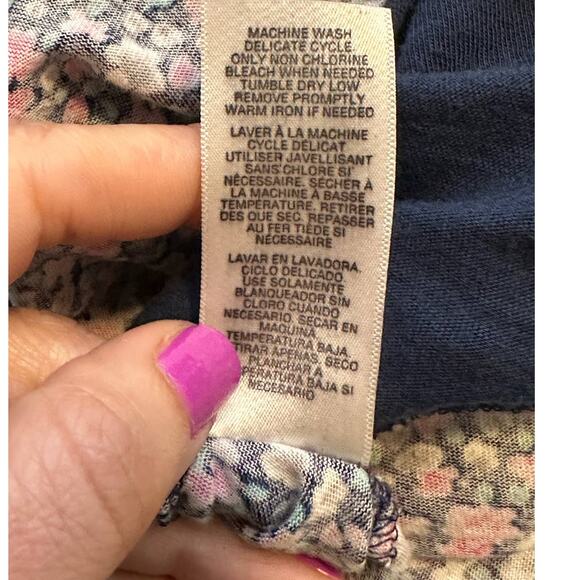 MACHINE WASH
DELICATE CYCLE.
ONLY NON CHLORINE
BLEACH WHEN NEEDED
TUMBLE DRY LOW
REMOVE PROMPTLY
WARM IRON IF NEEDED
LAVER À LA MACHINE
CYCLE DÉLICAT
UTILISER JAVELLISANT
SANS CHLORE SI
NÉCESSAIRE. SÉCHER À
LA MACHINE À BASSE
TEMPÉRATURE. RETIRER
DES QUE SEC. REPASSER
AU FER TIÈDE SI
NÉCESSAIRE
LAVAR EN LAVADORA.
CICLO DELICADO.
USE SOLAMENTE
BLANQUEADOR SIN
CLORO CUANDO
NECESARIO. SECAR EN
MAQUINA
TEMPERATURA BAJA.
TIRAR APENAS. SECO
PLANCHAR A
PERATURA BAJA SI
NECESARIO